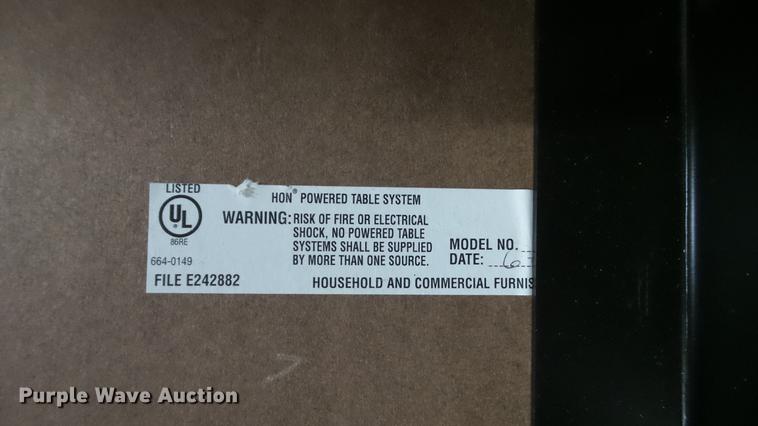 LISTED
UL
86RE
664-0149
FILE E242882
HON® POWERED TABLE SYSTEM
WARNING: RISK OF FIRE OR ELECTRICAL
SHOCK, NO POWERED TABLE
SYSTEMS SHALL BE SUPPLIED
BY MORE THAN ONE SOURCE.
MODEL NO.
DATE:
HOUSEHOLD AND COMMERCIAL FURNIS
Purple Wave Auction